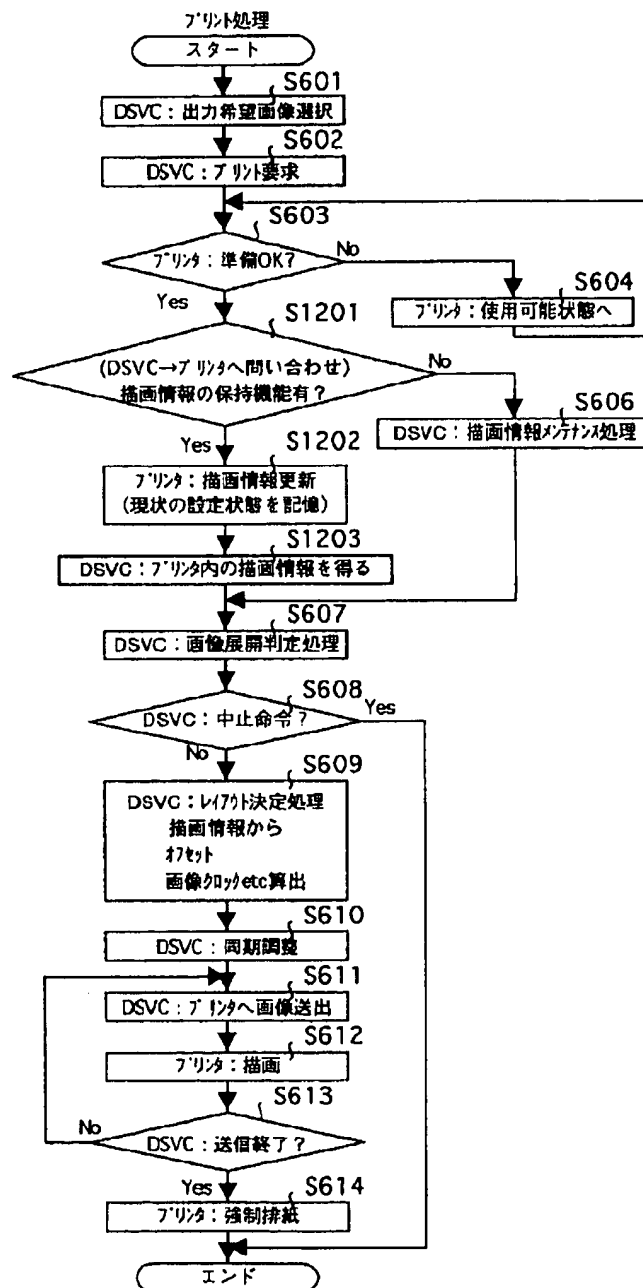 プリント処理
スタート
S601
DSVC：出力希望画像選択
S602
DSVC：プリント要求
S603
プリンタ：準備OK？
No
Yes
S604
プリンタ：使用可能状態へ
S1201
(DSVC→プリンタへ問い合わせ)
描画情報の保持機能有？
No
Yes
S606
DSVC：描画情報メンテナンス処理
S1202
プリンタ：描画情報更新
(現状の設定状態を記憶)
S1203
DSVC：プリンタ内の描画情報を得る
S607
DSVC：画像展開判定処理
S608
DSVC：中止命令？
Yes
No
S609
DSVC：レイアウト決定処理
描画情報から
オフセット
画像クロックetc算出
S610
DSVC：同期調整
S611
DSVC：プリンタへ画像送出
S612
プリンタ：描画
S613
No
DSVC：送信終了？
Yes
S614
プリンタ：強制排紙
エンド